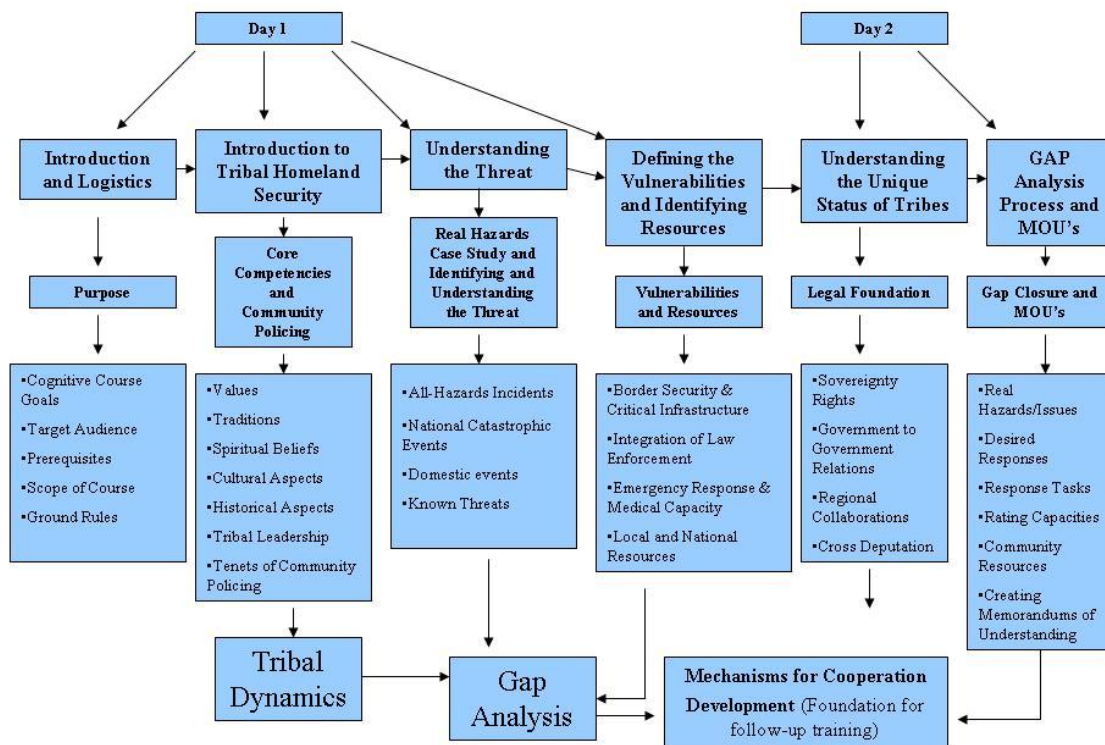 Day 1
Day 2
Introduction
and Logistics
Introduction to
Tribal Homeland
Security
Understanding
the Threat
Defining the
Vulnerabilities
and Identifying
Resources
Understanding
the Unique
Status of Tribes
GAP
Analysis
Process and
MOU's
Purpose
Core
Competencies
and
Community
Policing
Real Hazards
Case Study and
Identifying and
Understanding
the Threat
Vulnerabilities
and Resources
Legal Foundation
Gap Closure and
MOU's
▪Cognitive Course
Goals
▪Target Audience
▪Prerequisites
▪Scope of Course
▪Ground Rules
▪Values
▪Traditions
▪Spiritual Beliefs
▪Cultural Aspects
▪Historical Aspects
▪Tribal Leadership
▪Tenets of Community
Policing
▪All-Hazards Incidents
▪National Catastrophic
Events
▪Domestic events
▪Known Threats
▪Border Security &
Critical Infrastructure
▪Integration of Law
Enforcement
▪Emergency Response &
Medical Capacity
▪Local and National
Resources
▪Sovereignty
Rights
▪Government to
Government
Relations
▪Regional
Collaborations
▪Cross Deputation
▪Real
Hazards/Issues
▪Desired
Responses
▪Response Tasks
▪Rating Capacities
▪Community
Resources
▪Creating
Memorandums of
Understanding
Tribal
Dynamics
Gap
Analysis
Mechanisms for Cooperation
Development (Foundation for
follow-up training)